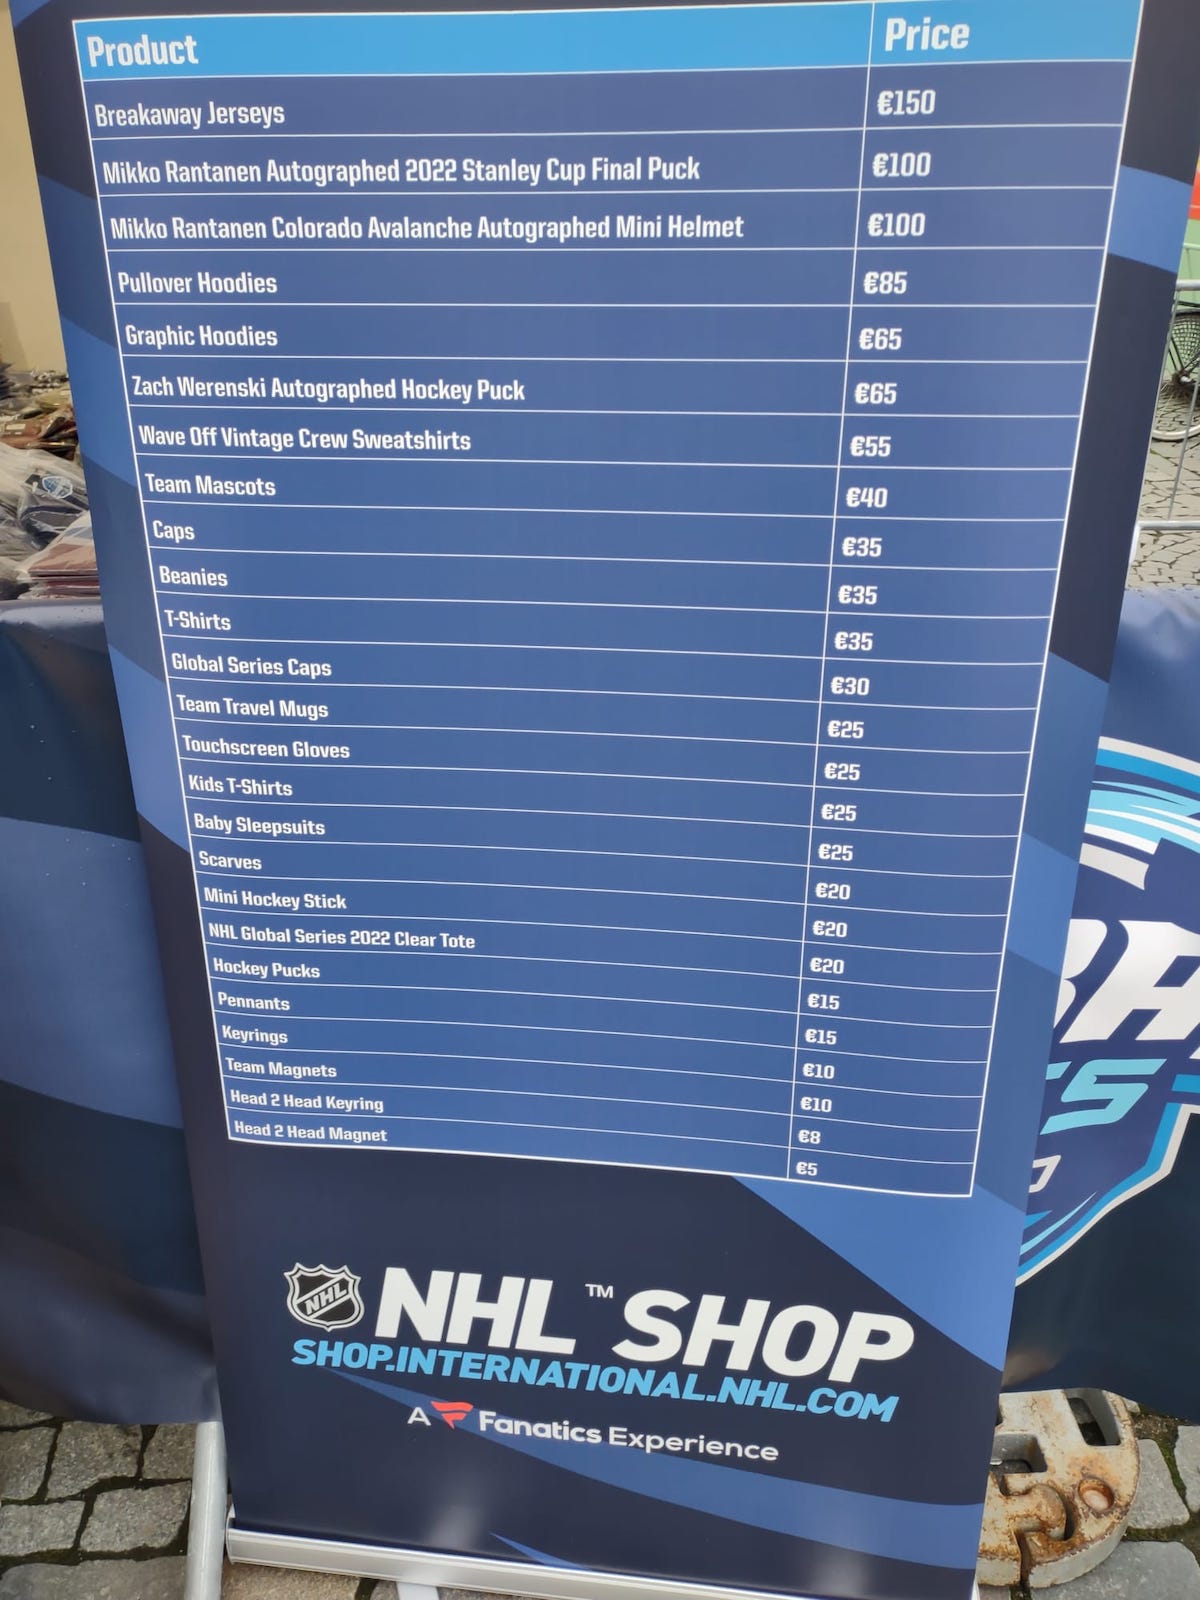 Product Price
Breakaway Jerseys €150
Mikko Rantanen Autographed 2022 Stanley Cup Final Puck €100
Mikko Rantanen Colorado Avalanche Autographed Mini Helmet €100
Pullover Hoodies €85
Graphic Hoodies €65
Zach Werenski Autographed Hockey Puck €65
Wave Off Vintage Crew Sweatshirts €55
Team Mascots €40
Caps €35
Beanies €35
T-Shirts €35
Global Series Caps €30
Team Travel Mugs €25
Touchscreen Gloves €25
Kids T-Shirts €25
Baby Sleepsuits €25
Scarves €20
Mini Hockey Stick €20
NHL Global Series 2022 Clear Tote €20
Hockey Pucks €15
Pennants €15
Keyrings €10
Team Magnets €10
Head 2 Head Keyring €8
Head 2 Head Magnet €5
NHL NHL™ SHOP
SHOP.INTERNATIONAL.NHL.COM
A Fanatics Experience